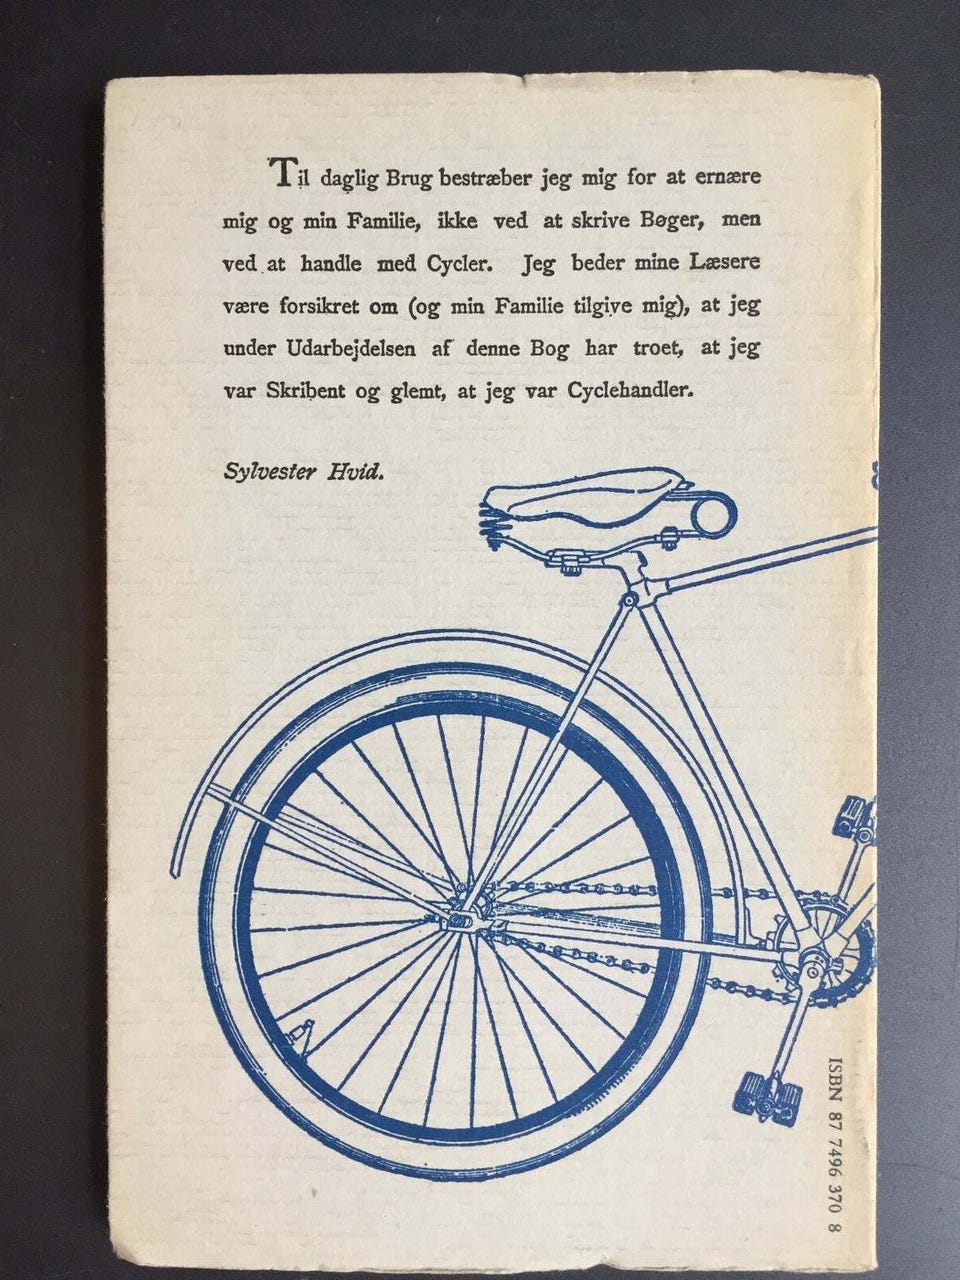 Til daglig Brug bestræber jeg mig for at ernære
mig og min Familie, ikke ved at skrive Bøger, men
ved at handle med Cycler. Jeg beder mine Læsere
være forsikret om (og min Familie tilgive mig), at jeg
under Udarbejdelsen af denne Bog har troet, at jeg
var Skribent og glemt, at jeg var Cyclehandler.
Sylvester Hvid.
ISBN 87 7496 370 8